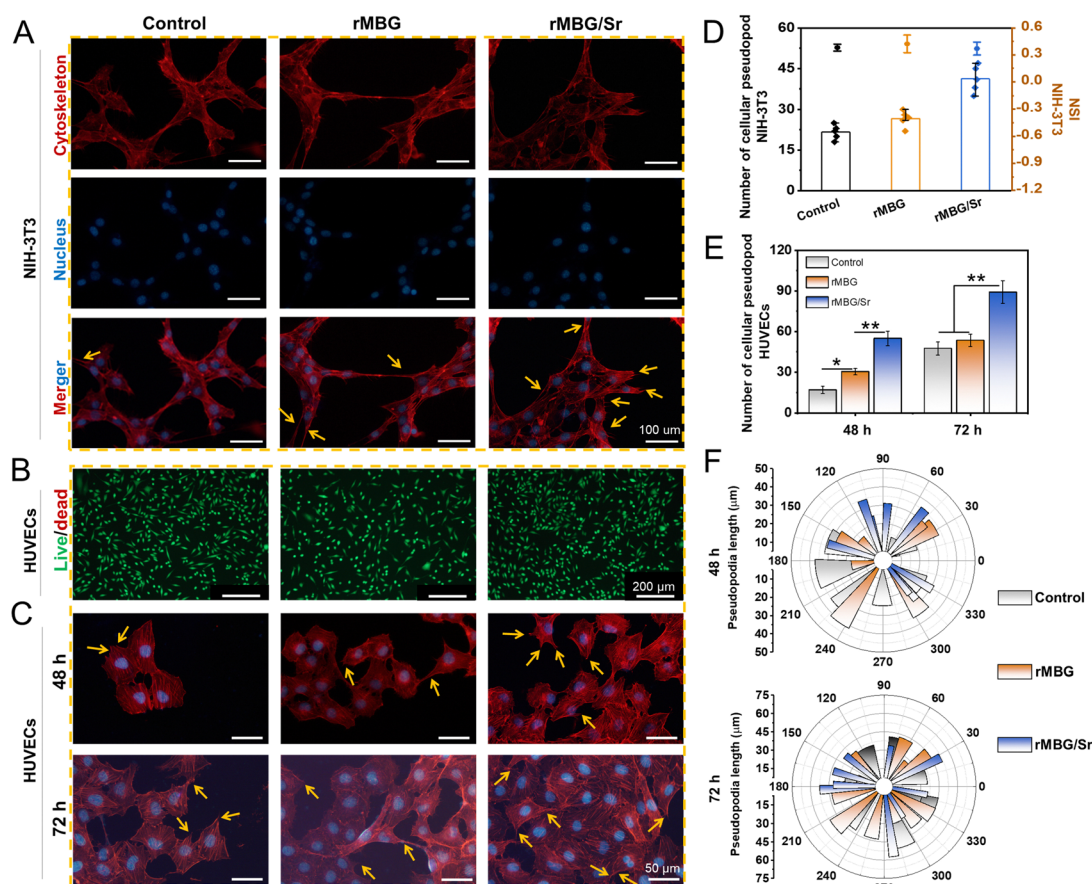 A
Control
rMBG
rMBG/Sr
NIH-3T3
Cytoskeleton
Nucleus
Merger
100 um
B
HUVECs
Live/dead
200 μm
C
HUVECs
48 h
72 h
50 μm
D
Number of cellular pseudopod
NIH-3T3
60
45
30
15
0
0.6
0.3
0.0
-0.3
-0.6
-0.9
-1.2
NSI
NIH-3T3
Control
rMBG
rMBG/Sr
E
Number of cellular pseudopod
HUVECs
120
90
60
30
0
Control
rMBG
rMBG/Sr
*
**
**
48 h
72 h
F
48 h
Pseudopodia length (μm)
50
40
30
20
10
10
20
30
40
50
90
60
30
0
330
300
270
240
210
180
150
120
Control
rMBG
rMBG/Sr
72 h
Pseudopodia length (μm)
75
60
45
30
15
15
30
45
60
75
90
60
30
0
330
300
240
210
180
150
120